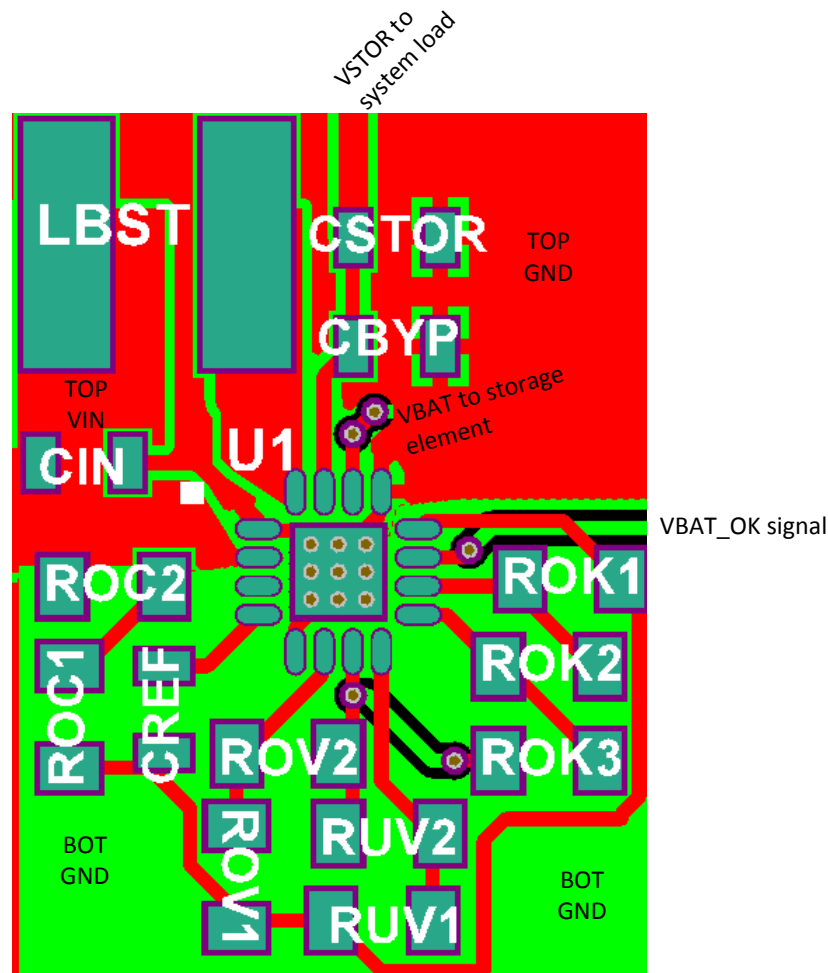 VSTOR to
system load
LBST
CSTOR
TOP
GND
CBYP
TOP
VIN
VBAT to storage
element
U1
CIN
VBAT_OK signal
ROC2
ROK1
ROC1
CREF
ROK2
ROV2
ROK3
ROV1
RUV2
BOT
GND
BOT
GND
RUV1